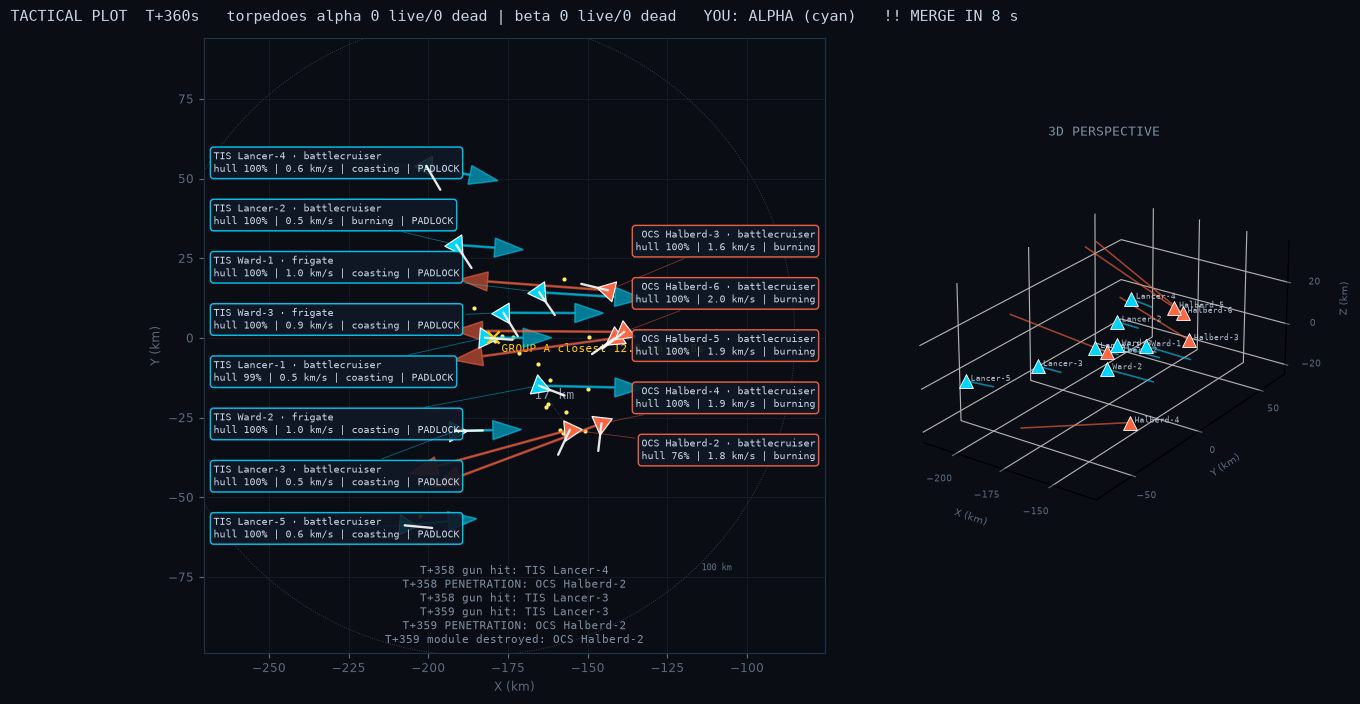 TACTICAL PLOT  T+360s   torpedoes alpha 0 live/0 dead | beta 0 live/0 dead   YOU: ALPHA (cyan)   !! MERGE IN 8 s
TIS Lancer-4 · battlecruiser
hull 100% | 0.6 km/s | coasting | PADLOCK
TIS Lancer-2 · battlecruiser
hull 100% | 0.5 km/s | burning | PADLOCK
TIS Ward-1 · frigate
hull 100% | 1.0 km/s | coasting | PADLOCK
TIS Ward-3 · frigate
hull 100% | 0.9 km/s | coasting | PADLOCK
TIS Lancer-1 · battlecruiser
hull 99% | 0.5 km/s | coasting | PADLOCK
TIS Ward-2 · frigate
hull 100% | 1.0 km/s | coasting | PADLOCK
TIS Lancer-3 · battlecruiser
hull 100% | 0.5 km/s | coasting | PADLOCK
TIS Lancer-5 · battlecruiser
hull 100% | 0.6 km/s | coasting | PADLOCK
OCS Halberd-3 · battlecruiser
hull 100% | 1.6 km/s | burning
OCS Halberd-6 · battlecruiser
hull 100% | 2.0 km/s | burning
OCS Halberd-5 · battlecruiser
hull 100% | 1.9 km/s | burning
OCS Halberd-4 · battlecruiser
hull 100% | 1.9 km/s | burning
OCS Halberd-2 · battlecruiser
hull 76% | 1.8 km/s | burning
GROUP A closest 12.
17 km
100 km
T+358 gun hit: TIS Lancer-4
T+358 PENETRATION: OCS Halberd-2
T+358 gun hit: TIS Lancer-3
T+359 gun hit: TIS Lancer-3
T+359 PENETRATION: OCS Halberd-2
T+359 module destroyed: OCS Halberd-2
75
50
25
0
−25
−50
−75
Y (km)
−250
−225
−200
−175
−150
−125
−100
X (km)
3D PERSPECTIVE
Lancer-4
Halberd-5
Halberd-6
Lancer-2
Halberd-3
Ward-1
Ward-2
Lancer-3
Lancer-5
Halberd-4
20
0
−20
Z (km)
50
0
−50
Y (km)
−200
−175
−150
X (km)